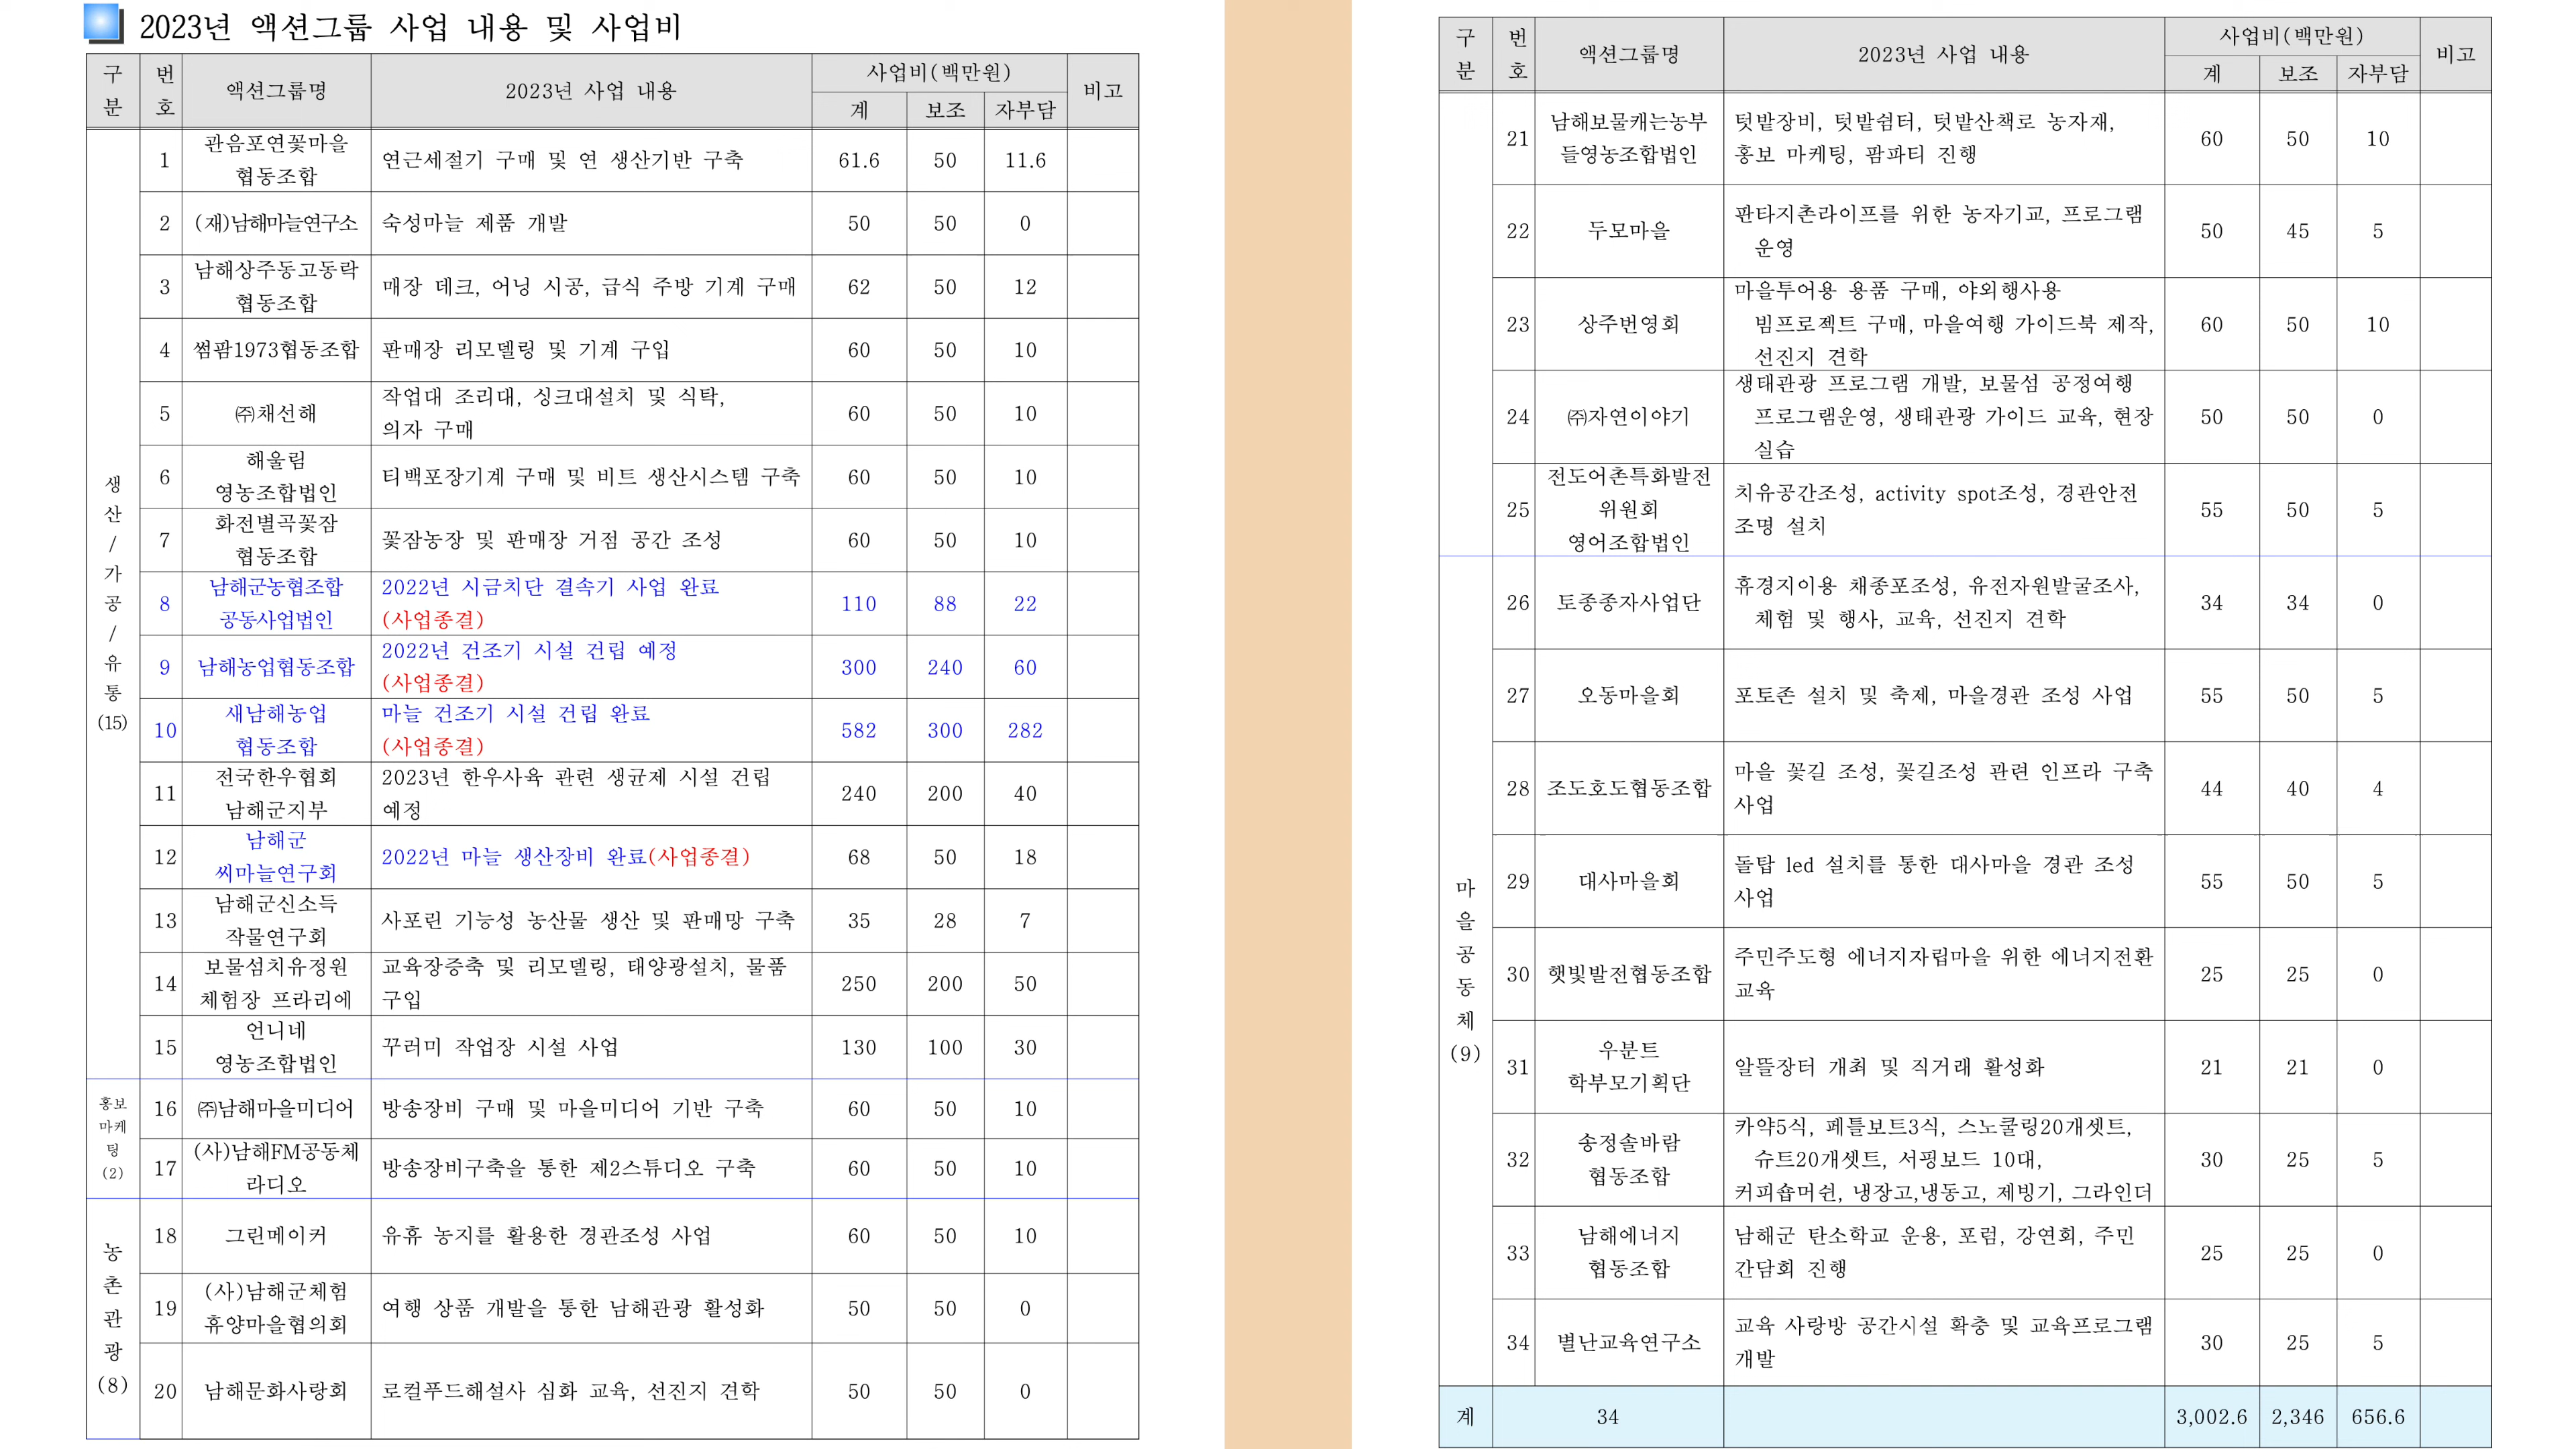 2023년 액션그룹 사업 내용 및 사업비
구분 번호 액션그룹명 2023년 사업 내용 사업비(백만원) 비고
계 보조 자부담
생산/가공/유통(15)
1 관음포연꽃마을 협동조합 연근세절기 구매 및 연 생산기반 구축 61.6 50 11.6
2 (재)남해마늘연구소 숙성마늘 제품 개발 50 50 0
3 남해상주동고동락 협동조합 매장 데크, 어닝 시공, 급식 주방 기계 구매 62 50 12
4 썸팜1973협동조합 판매장 리모델링 및 기계 구입 60 50 10
5 ㈜채선해 작업대 조리대, 싱크대설치 및 식탁, 의자 구매 60 50 10
6 해울림 영농조합법인 티백포장기계 구매 및 비트 생산시스템 구축 60 50 10
7 화전별곡꽃잠 협동조합 꽃잠농장 및 판매장 거점 공간 조성 60 50 10
8 남해군농협조합 공동사업법인 2022년 시금치단 결속기 사업 완료 (사업종결) 110 88 22
9 남해농업협동조합 2022년 건조기 시설 건립 예정 (사업종결) 300 240 60
10 새남해농업 협동조합 마늘 건조기 시설 건립 완료 (사업종결) 582 300 282
11 전국한우협회 남해군지부 2023년 한우사육 관련 생균제 시설 건립 예정 240 200 40
12 남해군 씨마늘연구회 2022년 마늘 생산장비 완료(사업종결) 68 50 18
13 남해군신소득 작물연구회 사포린 기능성 농산물 생산 및 판매망 구축 35 28 7
14 보물섬치유정원 체험장 프라리에 교육장증축 및 리모델링, 태양광설치, 물품 구입 250 200 50
15 언니네 영농조합법인 꾸러미 작업장 시설 사업 130 100 30
홍보마케팅(2)
16 ㈜남해마을미디어 방송장비 구매 및 마을미디어 기반 구축 60 50 10
17 (사)남해FM공동체 라디오 방송장비구축을 통한 제2스튜디오 구축 60 50 10
농촌관광(8)
18 그린메이커 유휴 농지를 활용한 경관조성 사업 60 50 10
19 (사)남해군체험 휴양마을협의회 여행 상품 개발을 통한 남해관광 활성화 50 50 0
20 남해문화사랑회 로컬푸드해설사 심화 교육, 선진지 견학 50 50 0
구분 번호 액션그룹명 2023년 사업 내용 사업비(백만원) 비고
계 보조 자부담
21 남해보물캐는농부들영농조합법인 텃밭장비, 텃밭쉼터, 텃밭산책로 농자재, 홍보 마케팅, 팜파티 진행 60 50 10
22 두모마을 판타지촌라이프를 위한 농자기교, 프로그램 운영 50 45 5
23 상주번영회 마을투어용 용품 구매, 야외행사용 빔프로젝트 구매, 마을여행 가이드북 제작, 선진지 견학 60 50 10
24 ㈜자연이야기 생태관광 프로그램 개발, 보물섬 공정여행 프로그램운영, 생태관광 가이드 교육, 현장 실습 50 50 0
25 전도어촌특화발전 위원회 영어조합법인 치유공간조성, activity spot조성, 경관안전 조명 설치 55 50 5
마을공동체(9)
26 토종종자사업단 휴경지이용 채종포조성, 유전자원발굴조사, 체험 및 행사, 교육, 선진지 견학 34 34 0
27 오동마을회 포토존 설치 및 축제, 마을경관 조성 사업 55 50 5
28 조도호도협동조합 마을 꽃길 조성, 꽃길조성 관련 인프라 구축 사업 44 40 4
29 대사마을회 돌탑 led 설치를 통한 대사마을 경관 조성 사업 55 50 5
30 햇빛발전협동조합 주민주도형 에너지자립마을 위한 에너지전환 교육 25 25 0
31 우분트 학부모기획단 알뜰장터 개최 및 직거래 활성화 21 21 0
32 송정솔바람 협동조합 카약5식, 페틀보트3식, 스노쿨링20개셋트, 슈트20개셋트, 서핑보드 10대, 커피숍머쉰, 냉장고,냉동고, 제빙기, 그라인더 30 25 5
33 남해에너지 협동조합 남해군 탄소학교 운용, 포럼, 강연회, 주민 간담회 진행 25 25 0
34 별난교육연구소 교육 사랑방 공간시설 확충 및 교육프로그램 개발 30 25 5
계 34 3,002.6 2,346 656.6